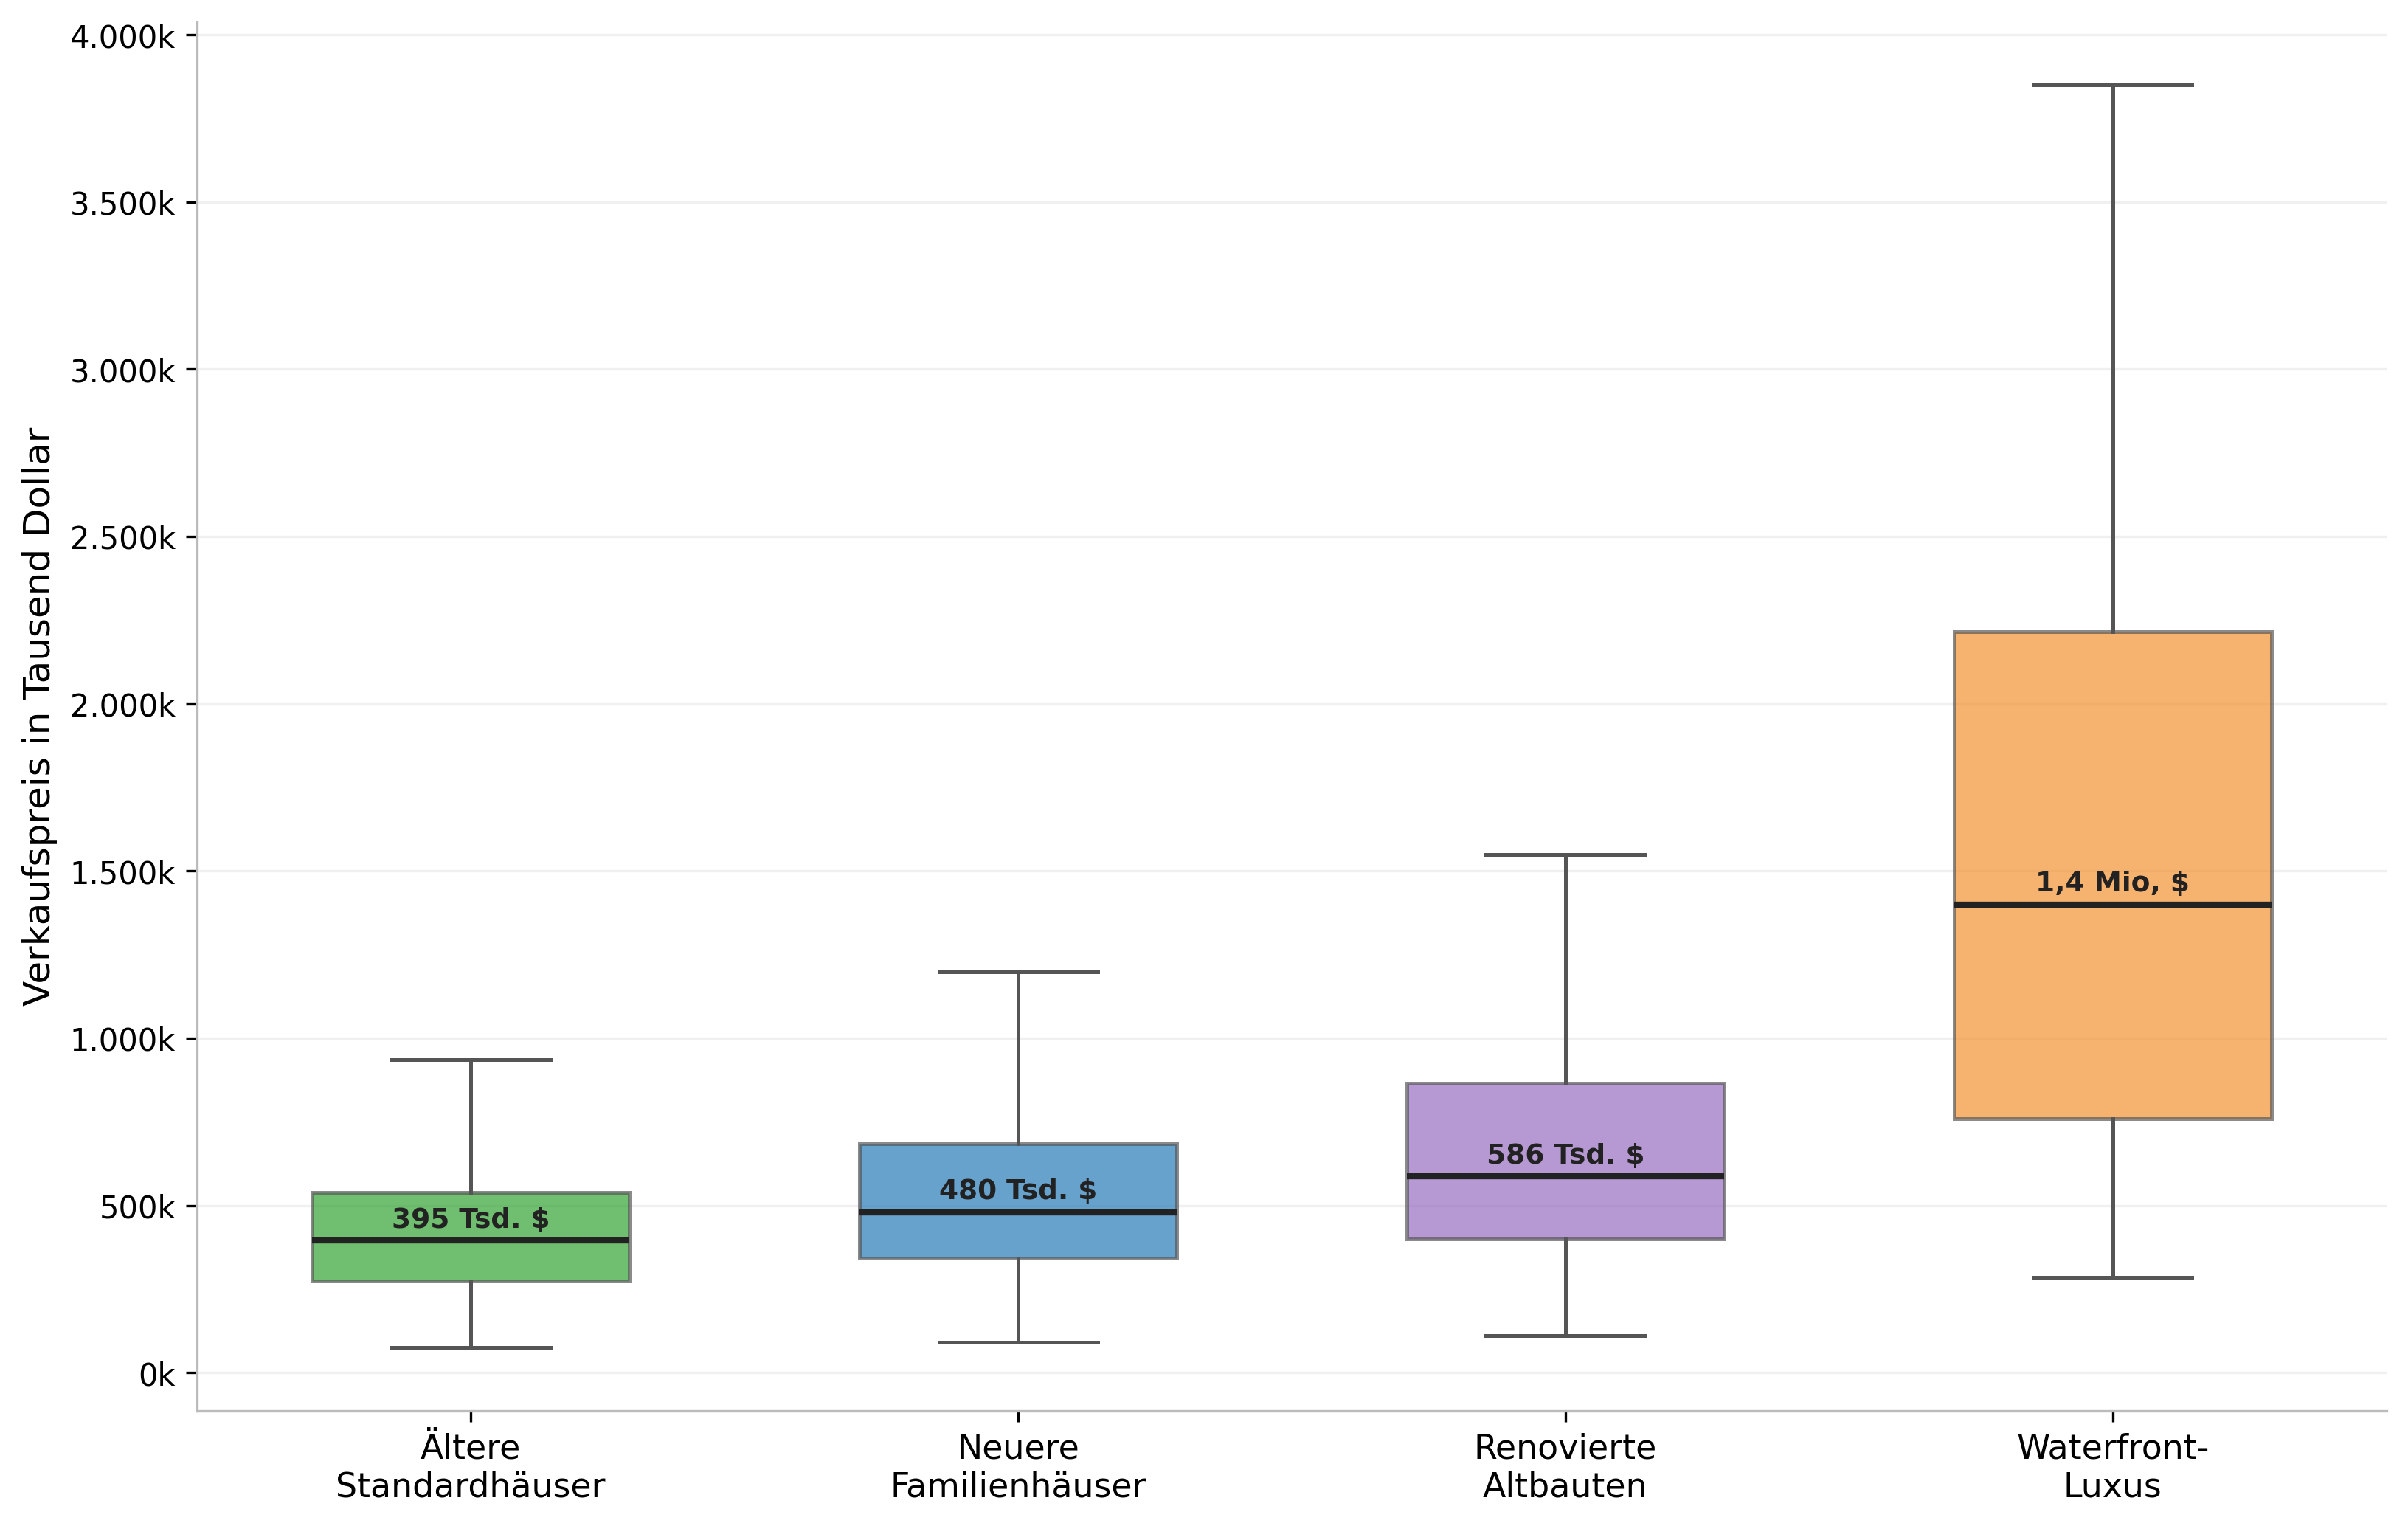 Verkaufspreis in Tausend Dollar
4.000k
3.500k
3.000k
2.500k
2.000k
1.500k
1.000k
500k
0k
395 Tsd. $
480 Tsd. $
586 Tsd. $
1,4 Mio, $
Ältere
Standardhäuser
Neuere
Familienhäuser
Renovierte
Altbauten
Waterfront-
Luxus